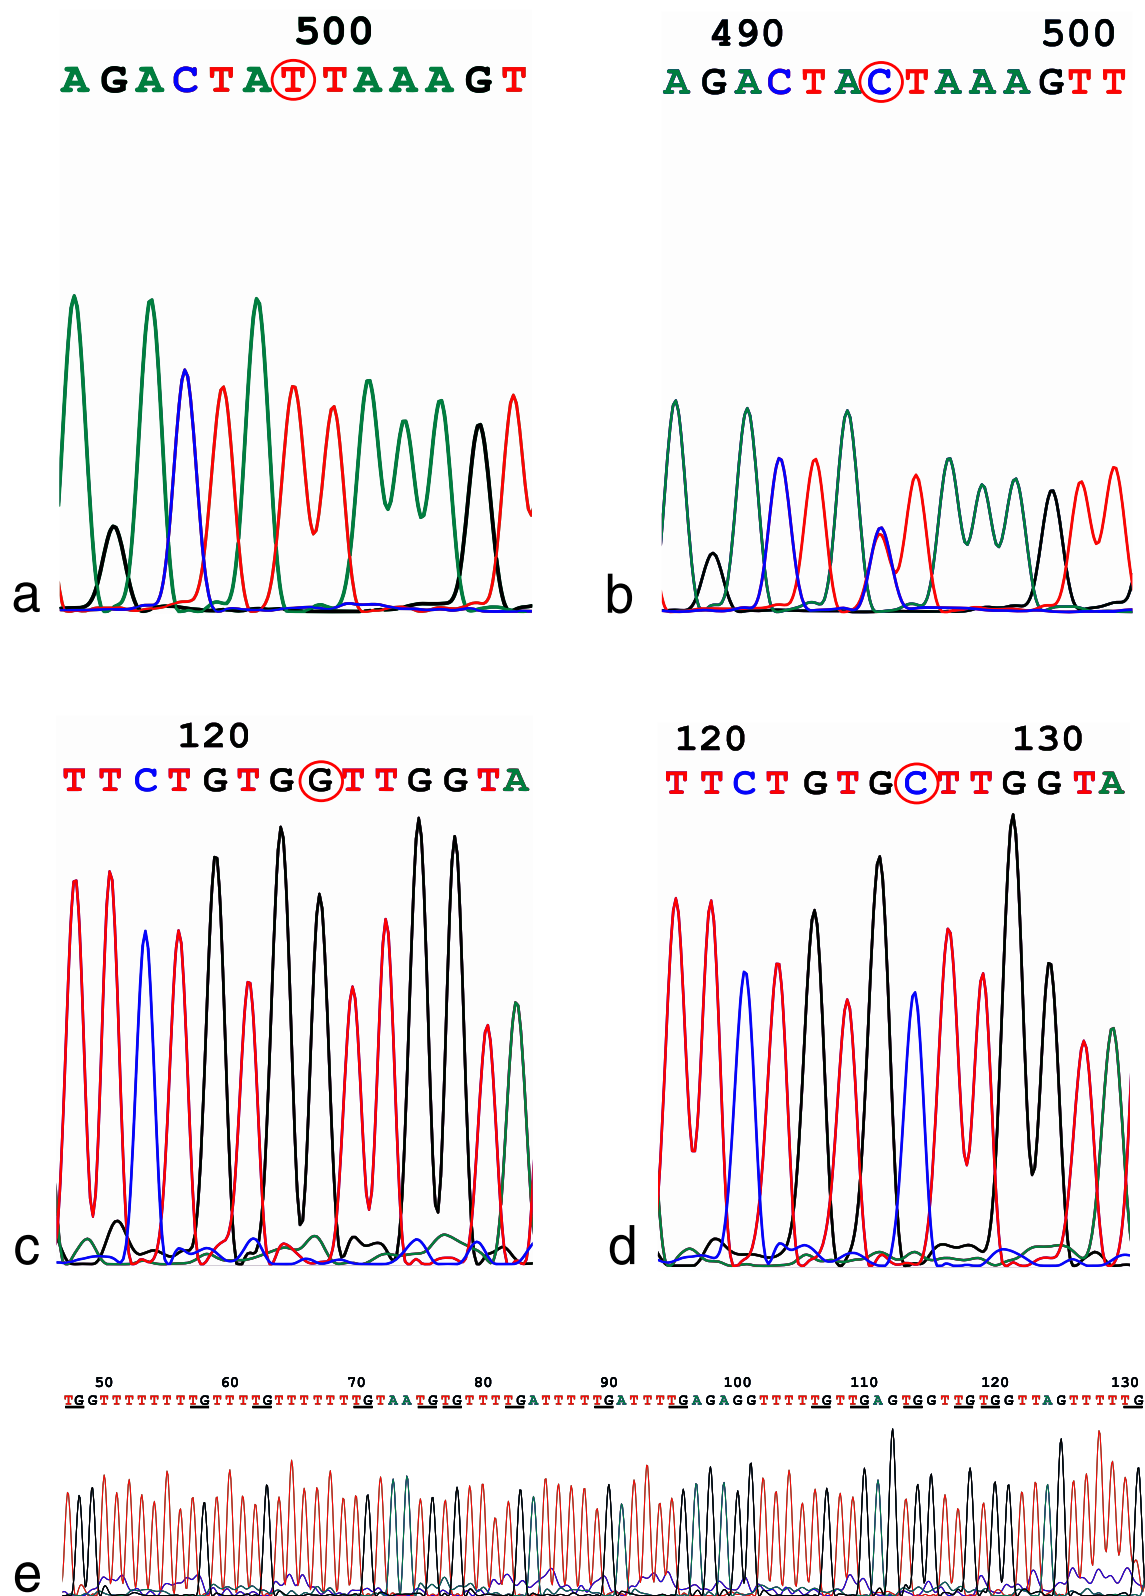 500
AGACTATTAAAGT
a
490 500
AGACTACTAAAGTT
b
120
TTCTGTGGTTGGTA
c
120 130
TTCTGTGCTTGGTA
d
50 60 70 80 90 100 110 120 130
TGGTTTTTTTTGTTTTGTTTTTTTGTAATGTGTTTTGATTTTTGATTTTGAGAGGTTTTTGTTGAGTGGTTGTGGTTAGTTTTTG
e